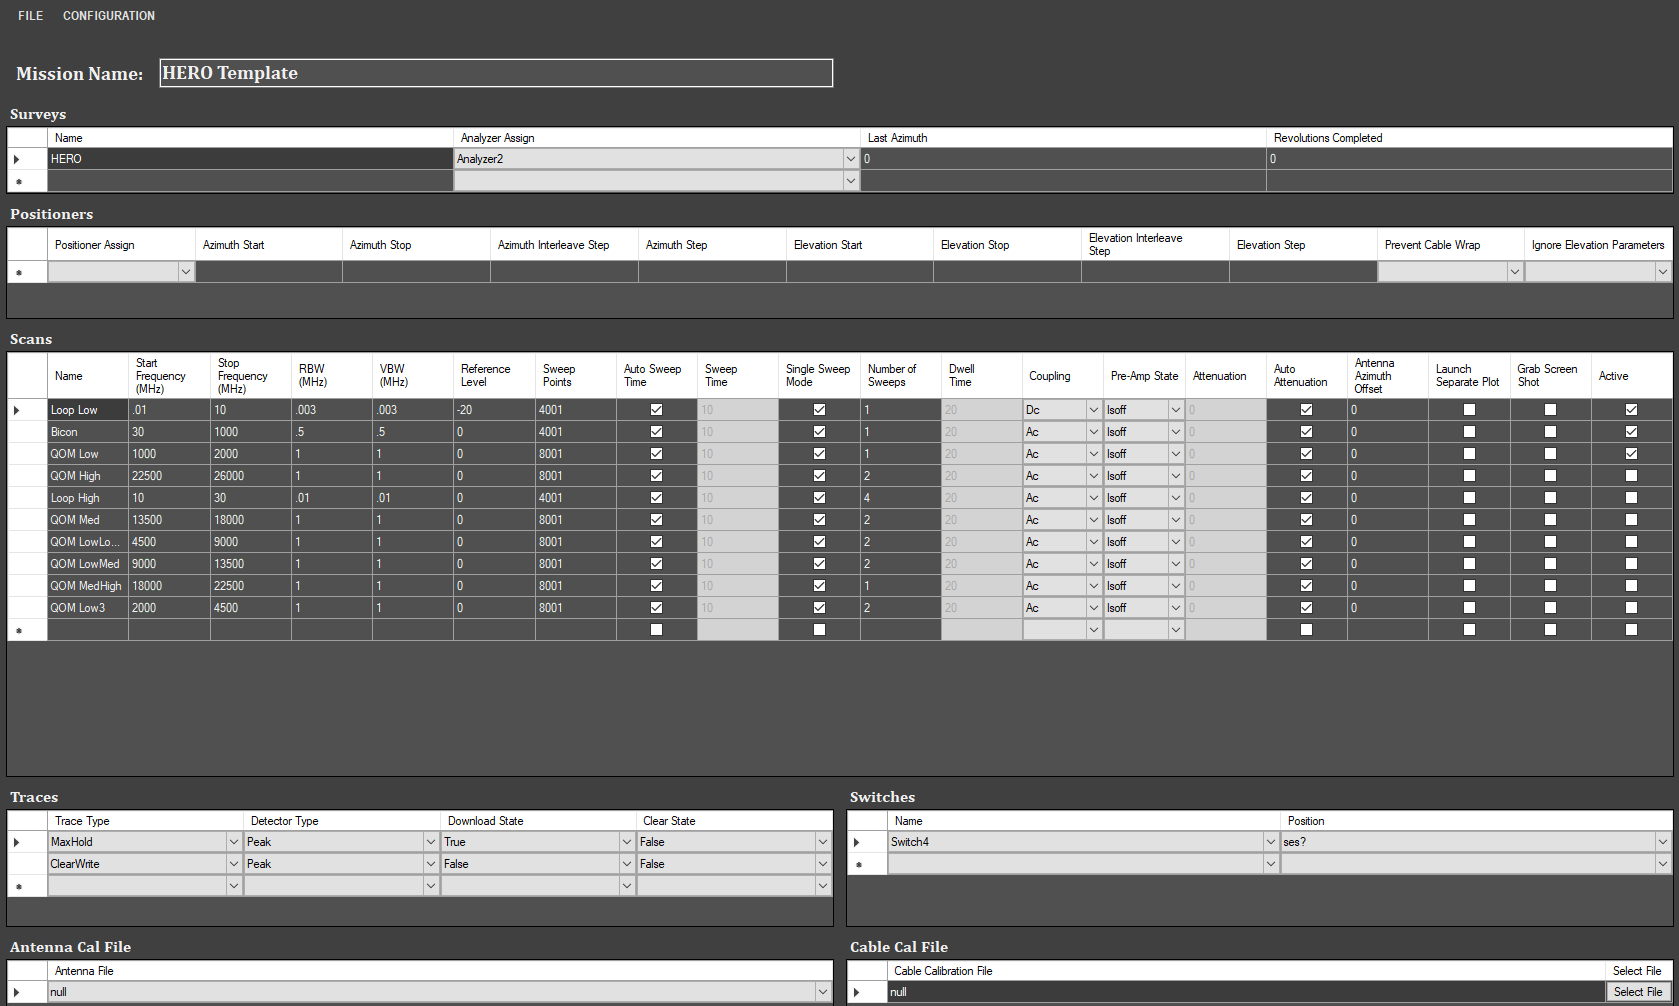 FILE CONFIGURATION
Mission Name: HERO Template
Surveys
Name Analyzer Assign Last Azimuth Revolutions Completed
HERO Analyzer2 0 0
Positioners
Positioner Assign Azimuth Start Azimuth Stop Azimuth Interleave Step Azimuth Step Elevation Start Elevation Stop Elevation Interleave Step Elevation Step Prevent Cable Wrap Ignore Elevation Parameters
Scans
Name Start Frequency (MHz) Stop Frequency (MHz) RBW (MHz) VBW (MHz) Reference Level Sweep Points Auto Sweep Time Sweep Time Single Sweep Mode Number of Sweeps Dwell Time Coupling Pre-Amp State Attenuation Auto Attenuation Antenna Azimuth Offset Launch Separate Plot Grab Screen Shot Active
Loop Low .01 10 .003 .003 -20 4001 10 1 20 Dc Isoff 0 0
Bicon 30 1000 .5 .5 0 4001 10 1 20 Ac Isoff 0 0
QOM Low 1000 2000 1 1 0 8001 10 1 20 Ac Isoff 0 0
QOM High 22500 26000 1 1 0 8001 10 2 20 Ac Isoff 0 0
Loop High 10 30 .01 .01 0 4001 10 4 20 Ac Isoff 0 0
QOM Med 13500 18000 1 1 0 8001 10 2 20 Ac Isoff 0 0
QOM LowLo... 4500 9000 1 1 0 8001 10 2 20 Ac Isoff 0 0
QOM LowMed 9000 13500 1 1 0 8001 10 2 20 Ac Isoff 0 0
QOM MedHigh 18000 22500 1 1 0 8001 10 1 20 Ac Isoff 0 0
QOM Low3 2000 4500 1 1 0 8001 10 2 20 Ac Isoff 0 0
Traces
Trace Type Detector Type Download State Clear State
MaxHold Peak True False
ClearWrite Peak False False
Switches
Name Position
Switch4 ses?
Antenna Cal File
Antenna File
null
Cable Cal File
Cable Calibration File Select File
null Select File